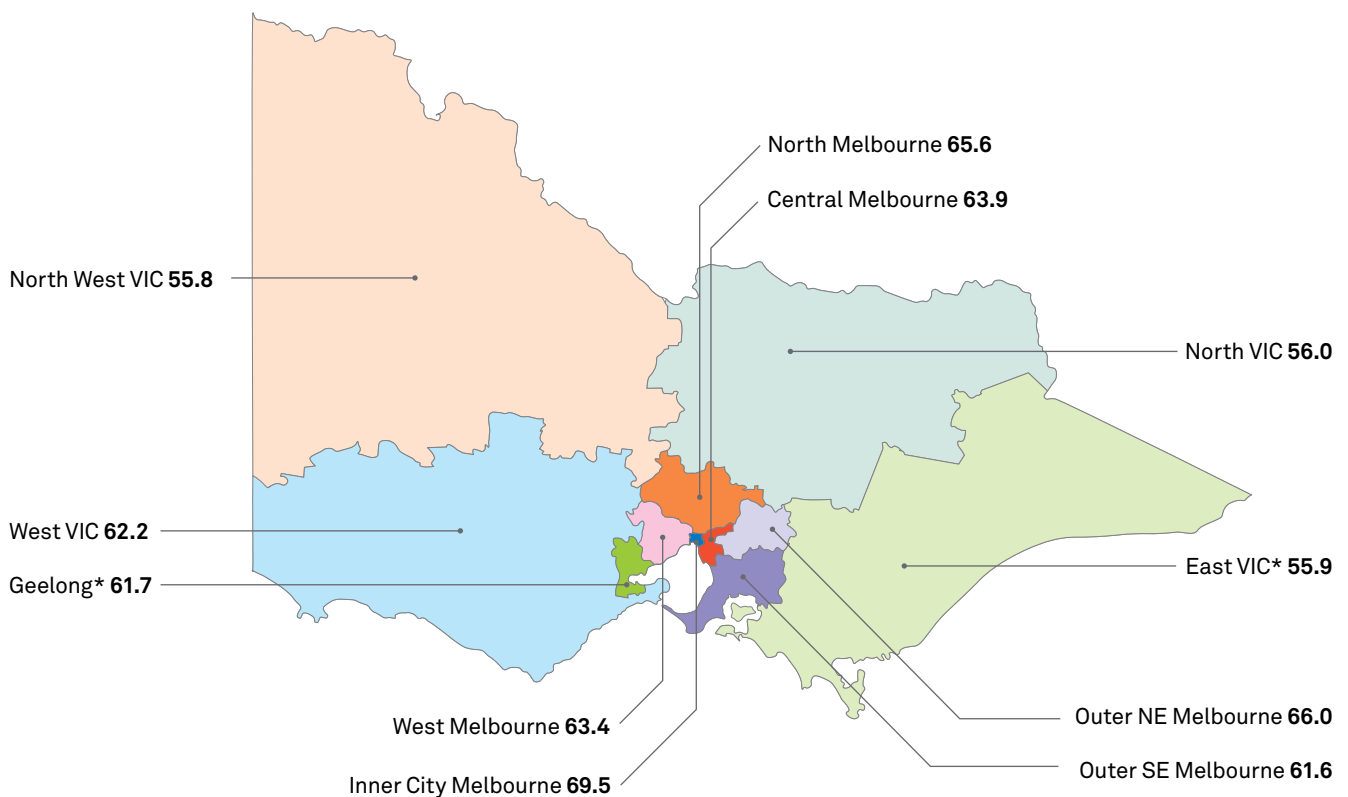 North Melbourne 65.6
Central Melbourne 63.9
North West VIC 55.8
North VIC 56.0
West VIC 62.2
East VIC* 55.9
Geelong* 61.7
West Melbourne 63.4
Outer NE Melbourne 66.0
Outer SE Melbourne 61.6
Inner City Melbourne 69.5